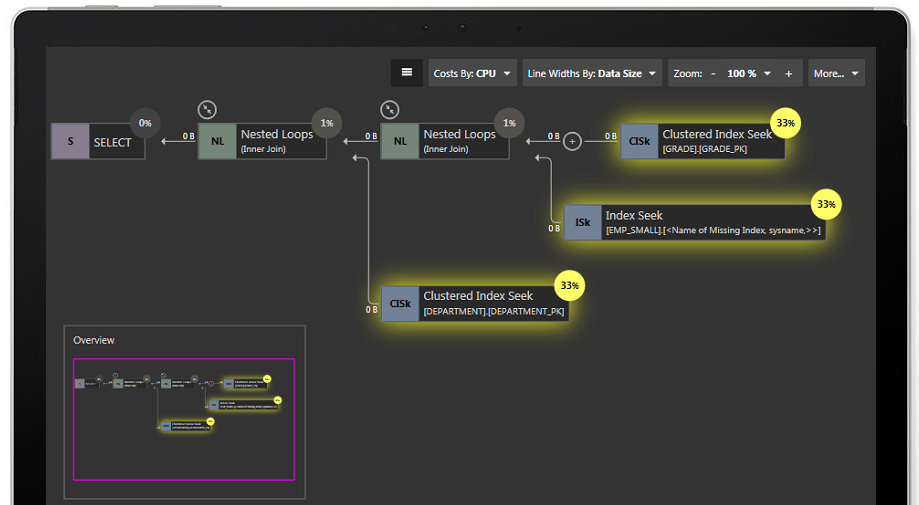 Costs By: CPU
Line Widths By: Data Size
Zoom: - 100 % +
More...
S SELECT 0%
0 B
NL Nested Loops 1%
(Inner Join)
0 B
NL Nested Loops 1%
(Inner Join)
0 B
+
0 B
CISk Clustered Index Seek 33%
[GRADE].[GRADE_PK]
0 B
ISk Index Seek 33%
[EMP_SMALL].[<Name of Missing Index, sysname,>>]
0 B
CISk Clustered Index Seek 33%
[DEPARTMENT].[DEPARTMENT_PK]
Overview